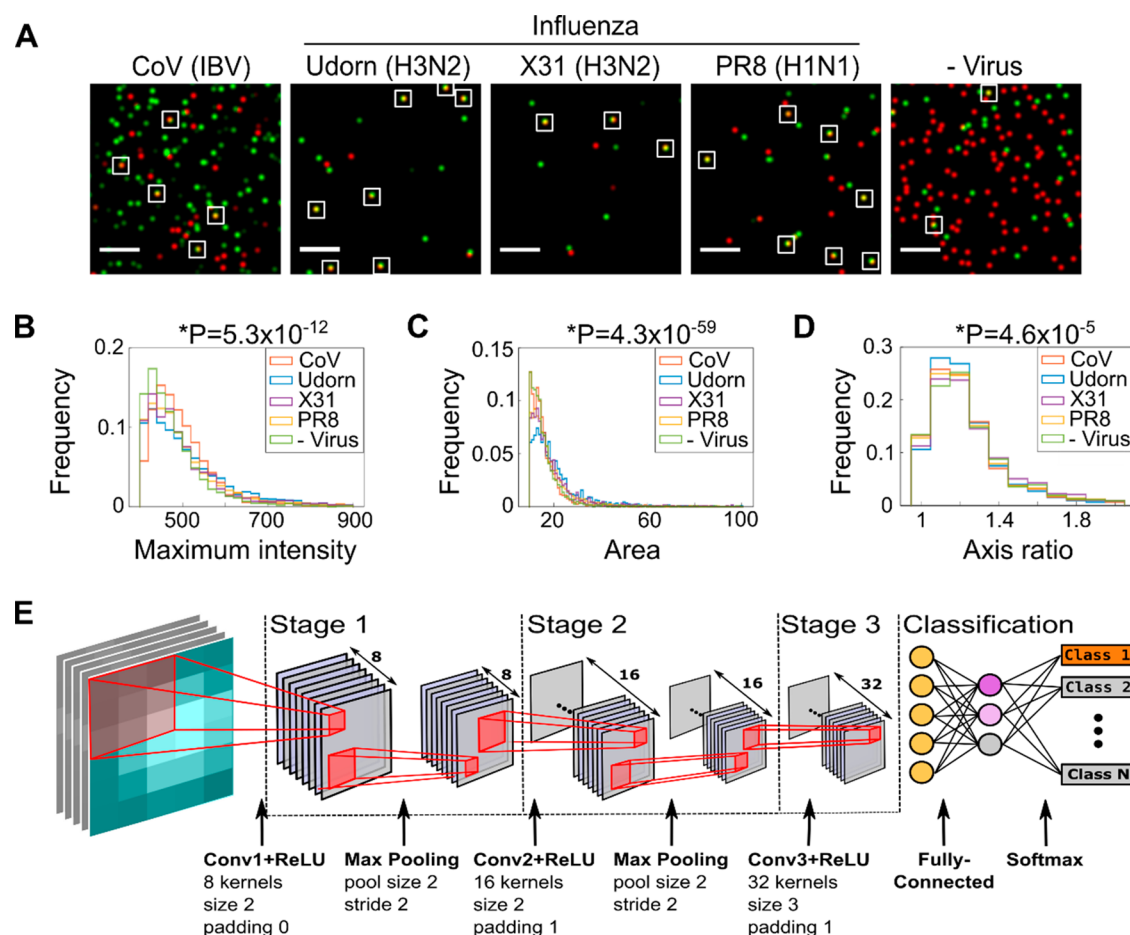 A
Influenza
CoV (IBV)
Udorn (H3N2)
X31 (H3N2)
PR8 (H1N1)
- Virus
B
*P=5.3x10⁻¹²
Frequency
0.2
0.1
0
500
700
900
Maximum intensity
CoV
Udorn
X31
PR8
- Virus
C
*P=4.3x10⁻⁵⁹
Frequency
0.15
0.1
0.05
0
20
60
100
Area
CoV
Udorn
X31
PR8
- Virus
D
*P=4.6x10⁻⁵
Frequency
0.3
0.2
0.1
0
1
1.4
1.8
Axis ratio
CoV
Udorn
X31
PR8
- Virus
E
Stage 1
Stage 2
Stage 3
Classification
8
8
16
16
32
Class 1
Class 2
Class N
Conv1+ReLU
8 kernels
size 2
padding 0
Max Pooling
pool size 2
stride 2
Conv2+ReLU
16 kernels
size 2
padding 1
Max Pooling
pool size 2
stride 2
Conv3+ReLU
32 kernels
size 3
padding 1
Fully-
Connected
Softmax